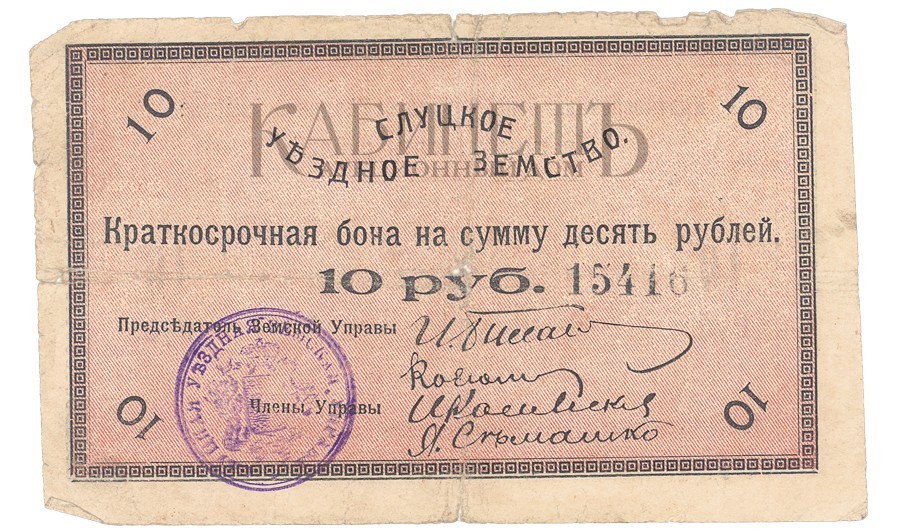 10 10
КАБИНЕТЪ
СЛУЦКОЕ
УѢЗДНОЕ ЗЕМСТВО.
Краткосрочная бона на сумму десять рублей.
10 руб. 15416
Предсѣдатель Земской Управы
Члены Управы
Я. Сѣмашко
10 10